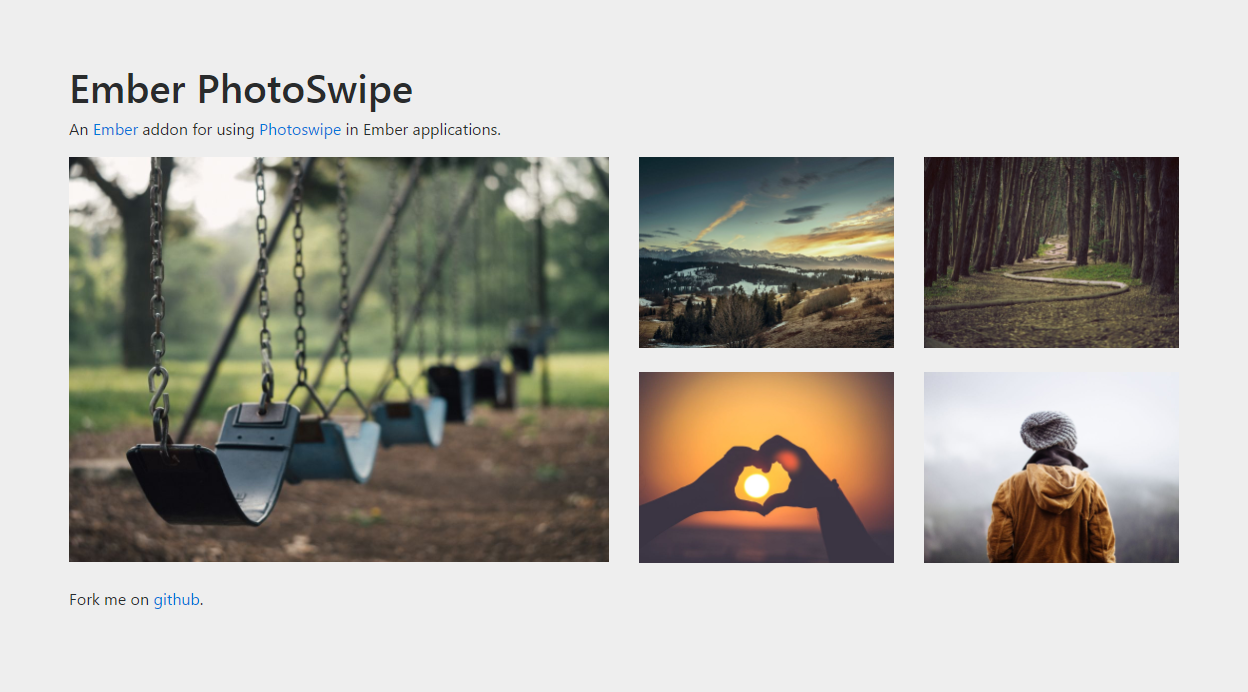 Ember PhotoSwipe
An Ember addon for using Photoswipe in Ember applications.
Fork me on github.